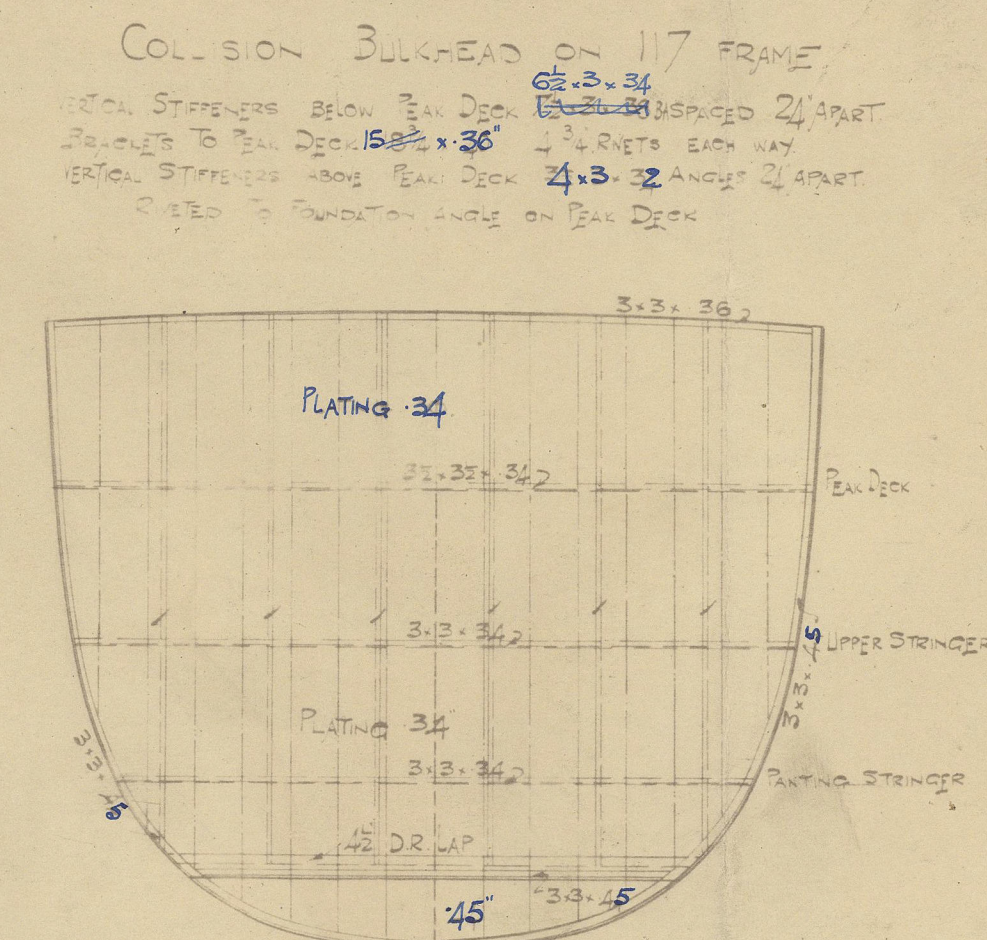 COLLISION BULKHEAD ON 117 FRAME
6½ × 3 × 34
VERTICAL STIFFENERS BELOW PEAK DECK BA SPACED 24" APART.
BRACKETS TO PEAK DECK 15 × .36" 4 ¾ RIVETS EACH WAY.
VERTICAL STIFFENERS ABOVE PEAK DECK 4 × 3 × 32 ANGLES 24" APART.
RIVETED TO FOUNDATION ANGLE ON PEAK DECK
3 × 3 × .36
PLATING .34
3½ × 3½ × .34
PEAK DECK
3 × 3 × .34
UPPER STRINGER
3 × 3 × .45
PLATING .34"
3 × 3 × .34
PANTING STRINGER
3 × 3 × .45
4½ D.R. LAP
3 × 3 × .45
.45"